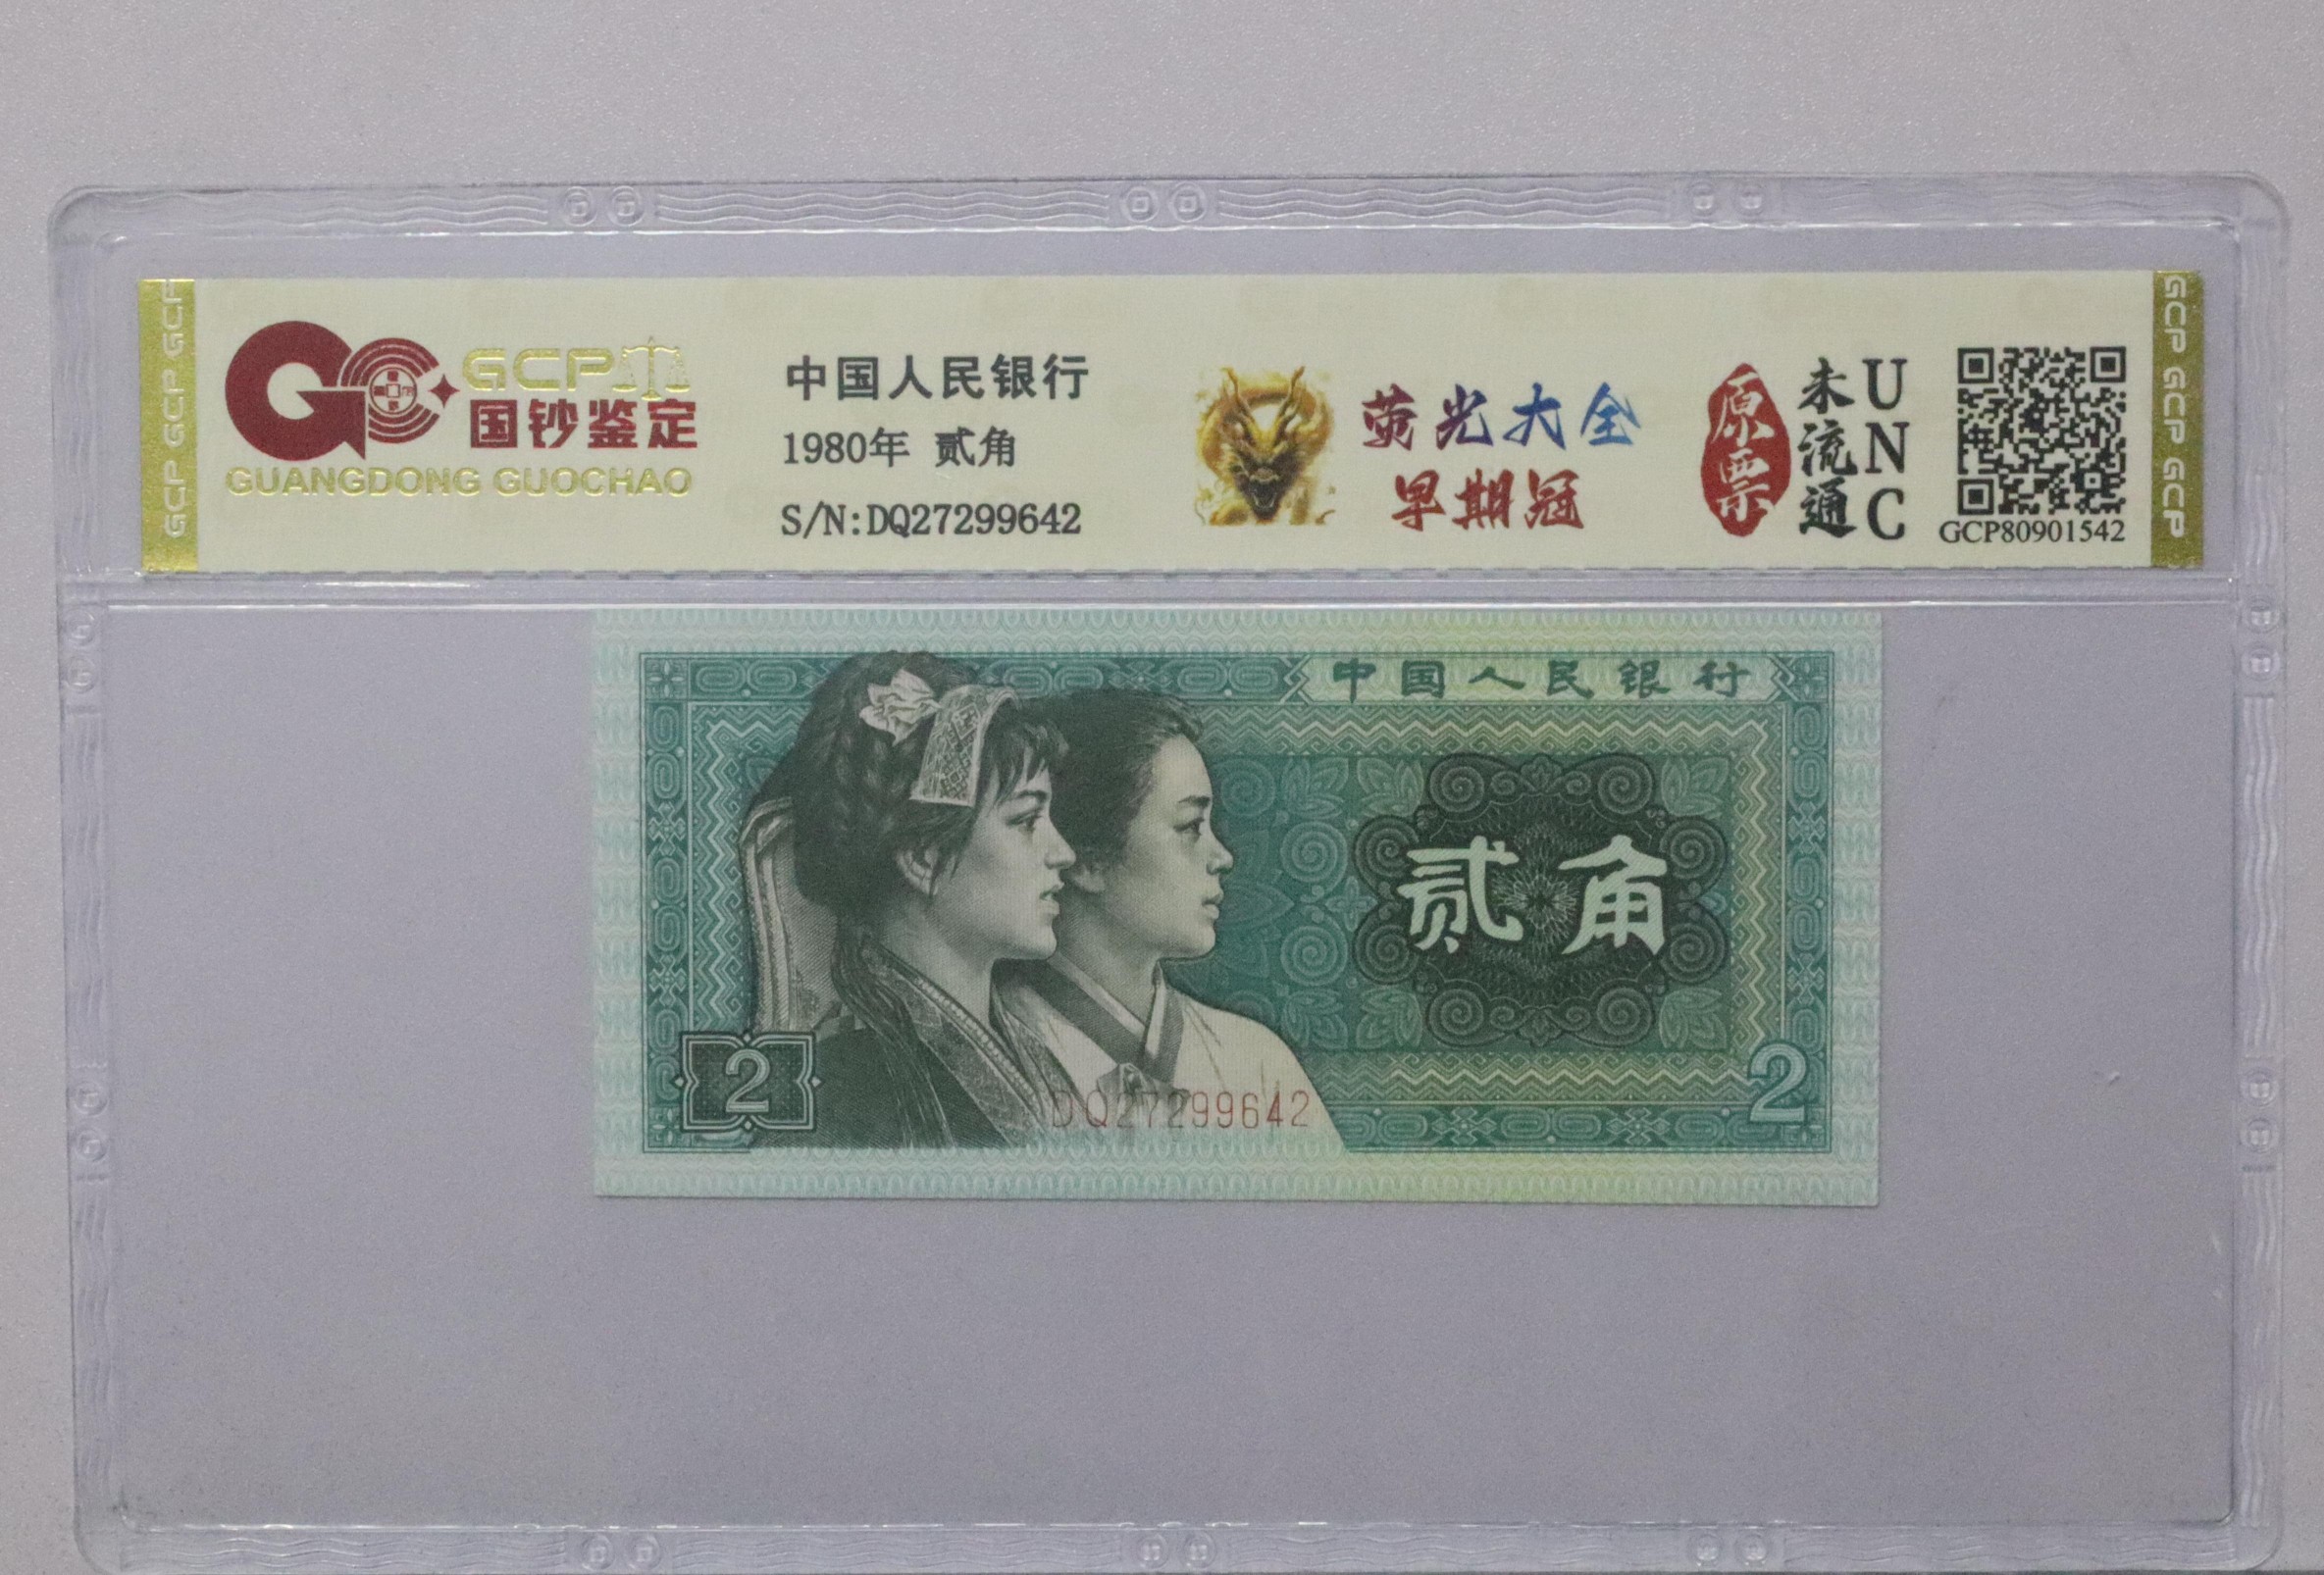 GCP
国钞鉴定
GUANGDONG GUOCHAO
中国人民银行
1980年 贰角
S/N:DQ27299642
荧光大全
早期冠
原票
未流通
UNC
GCP80901542
GCP GCP GCP
GCP GCP GCP
中国人民银行
贰角
2
DQ27299642
2